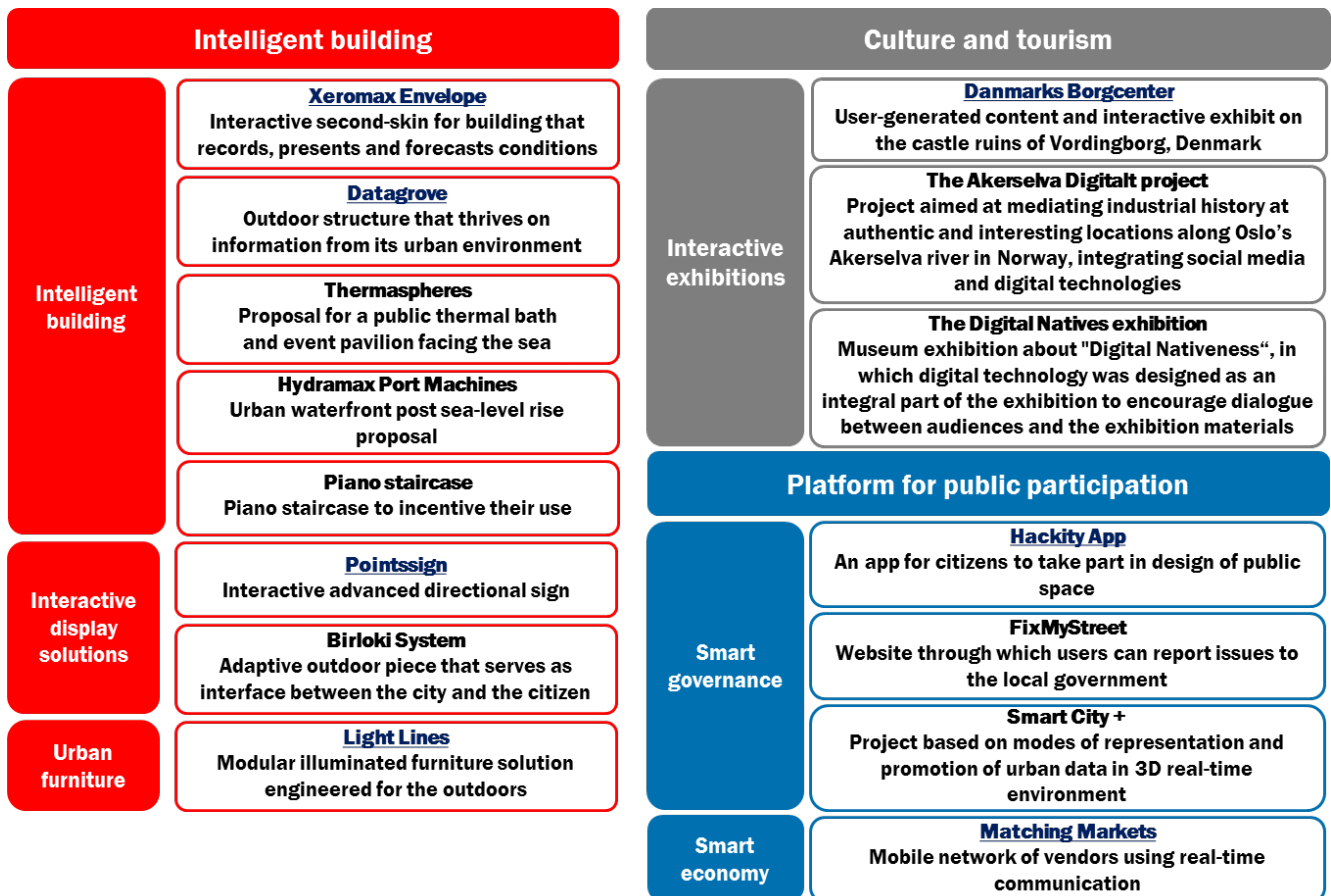 Intelligent building
Intelligent
building
Xeromax Envelope
Interactive second-skin for building that
records, presents and forecasts conditions
Datagrove
Outdoor structure that thrives on
information from its urban environment
Thermaspheres
Proposal for a public thermal bath
and event pavilion facing the sea
Hydramax Port Machines
Urban waterfront post sea-level rise
proposal
Piano staircase
Piano staircase to incentive their use
Interactive
display
solutions
Pointssign
Interactive advanced directional sign
Birloki System
Adaptive outdoor piece that serves as
interface between the city and the citizen
Urban
furniture
Light Lines
Modular illuminated furniture solution
engineered for the outdoors
Culture and tourism
Interactive
exhibitions
Danmarks Borgcenter
User-generated content and interactive exhibit on
the castle ruins of Vordingborg, Denmark
The Akerselva Digitalt project
Project aimed at mediating industrial history at
authentic and interesting locations along Oslo’s
Akerselva river in Norway, integrating social media
and digital technologies
The Digital Natives exhibition
Museum exhibition about "Digital Nativeness“, in
which digital technology was designed as an
integral part of the exhibition to encourage dialogue
between audiences and the exhibition materials
Platform for public participation
Smart
governance
Hackity App
An app for citizens to take part in design of public
space
FixMyStreet
Website through which users can report issues to
the local government
Smart City +
Project based on modes of representation and
promotion of urban data in 3D real-time
environment
Smart
economy
Matching Markets
Mobile network of vendors using real-time
communication